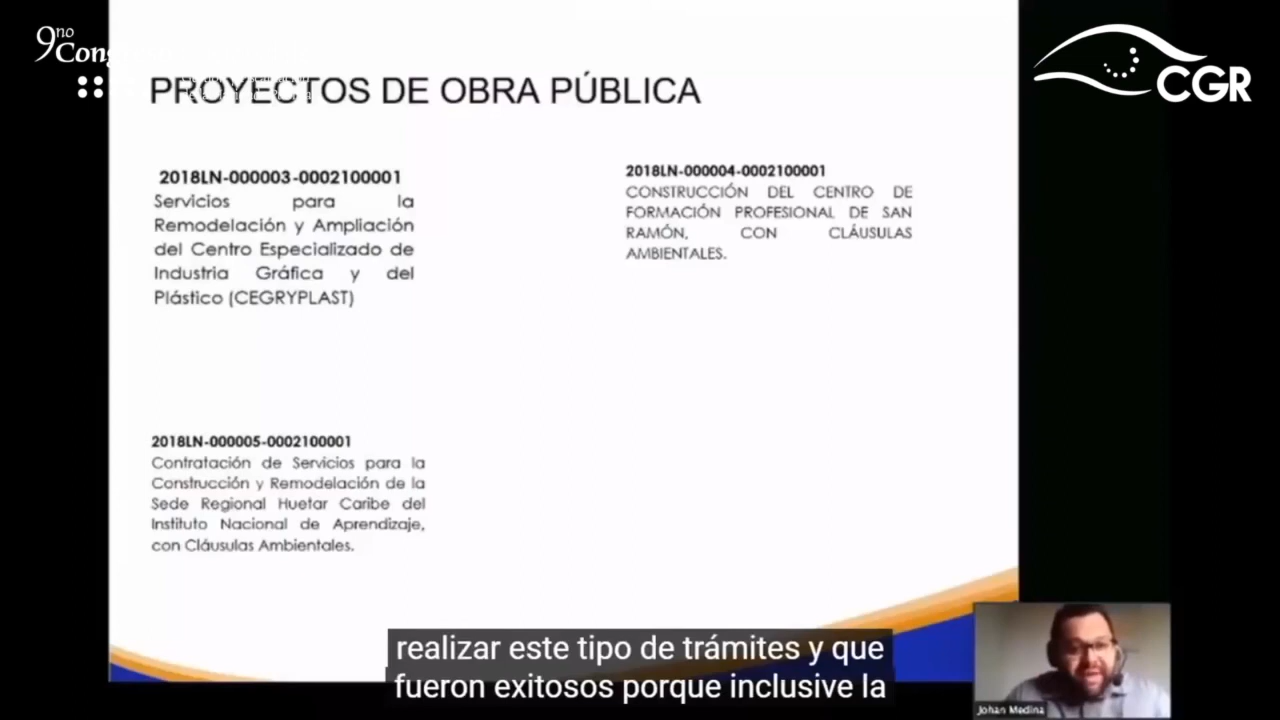 9no
Cong
CGR
PROYECTOS DE OBRA PÚBLICA
2018LN-000003-0002100001
Servicios para la
Remodelación y Ampliación
del Centro Especializado de
Industria Gráfica y del
Plástico (CEGRYPLAST)
2018LN-000004-0002100001
CONSTRUCCIÓN DEL CENTRO DE
FORMACIÓN PROFESIONAL DE SAN
RAMÓN, CON CLÁUSULAS
AMBIENTALES.
2018LN-000005-0002100001
Contratación de Servicios para la
Construcción y Remodelación de la
Sede Regional Huetar Caribe del
Instituto Nacional de Aprendizaje,
con Cláusulas Ambientales.
realizar este tipo de trámites y que
fueron exitosos porque inclusive la
Johan Medina